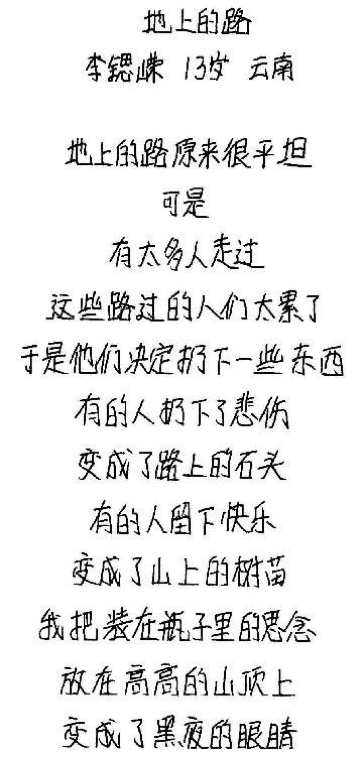 地上的路
李锶嵘 13岁 云南
地上的路原来很平坦
可是
有太多人走过
这些路过的人们太累了
于是他们决定扔下一些东西
有的人扔下了悲伤
变成了路上的石头
有的人留下快乐
变成了山上的树苗
我把装在瓶子里的思念
放在高高的山顶上
变成了黑夜的眼睛